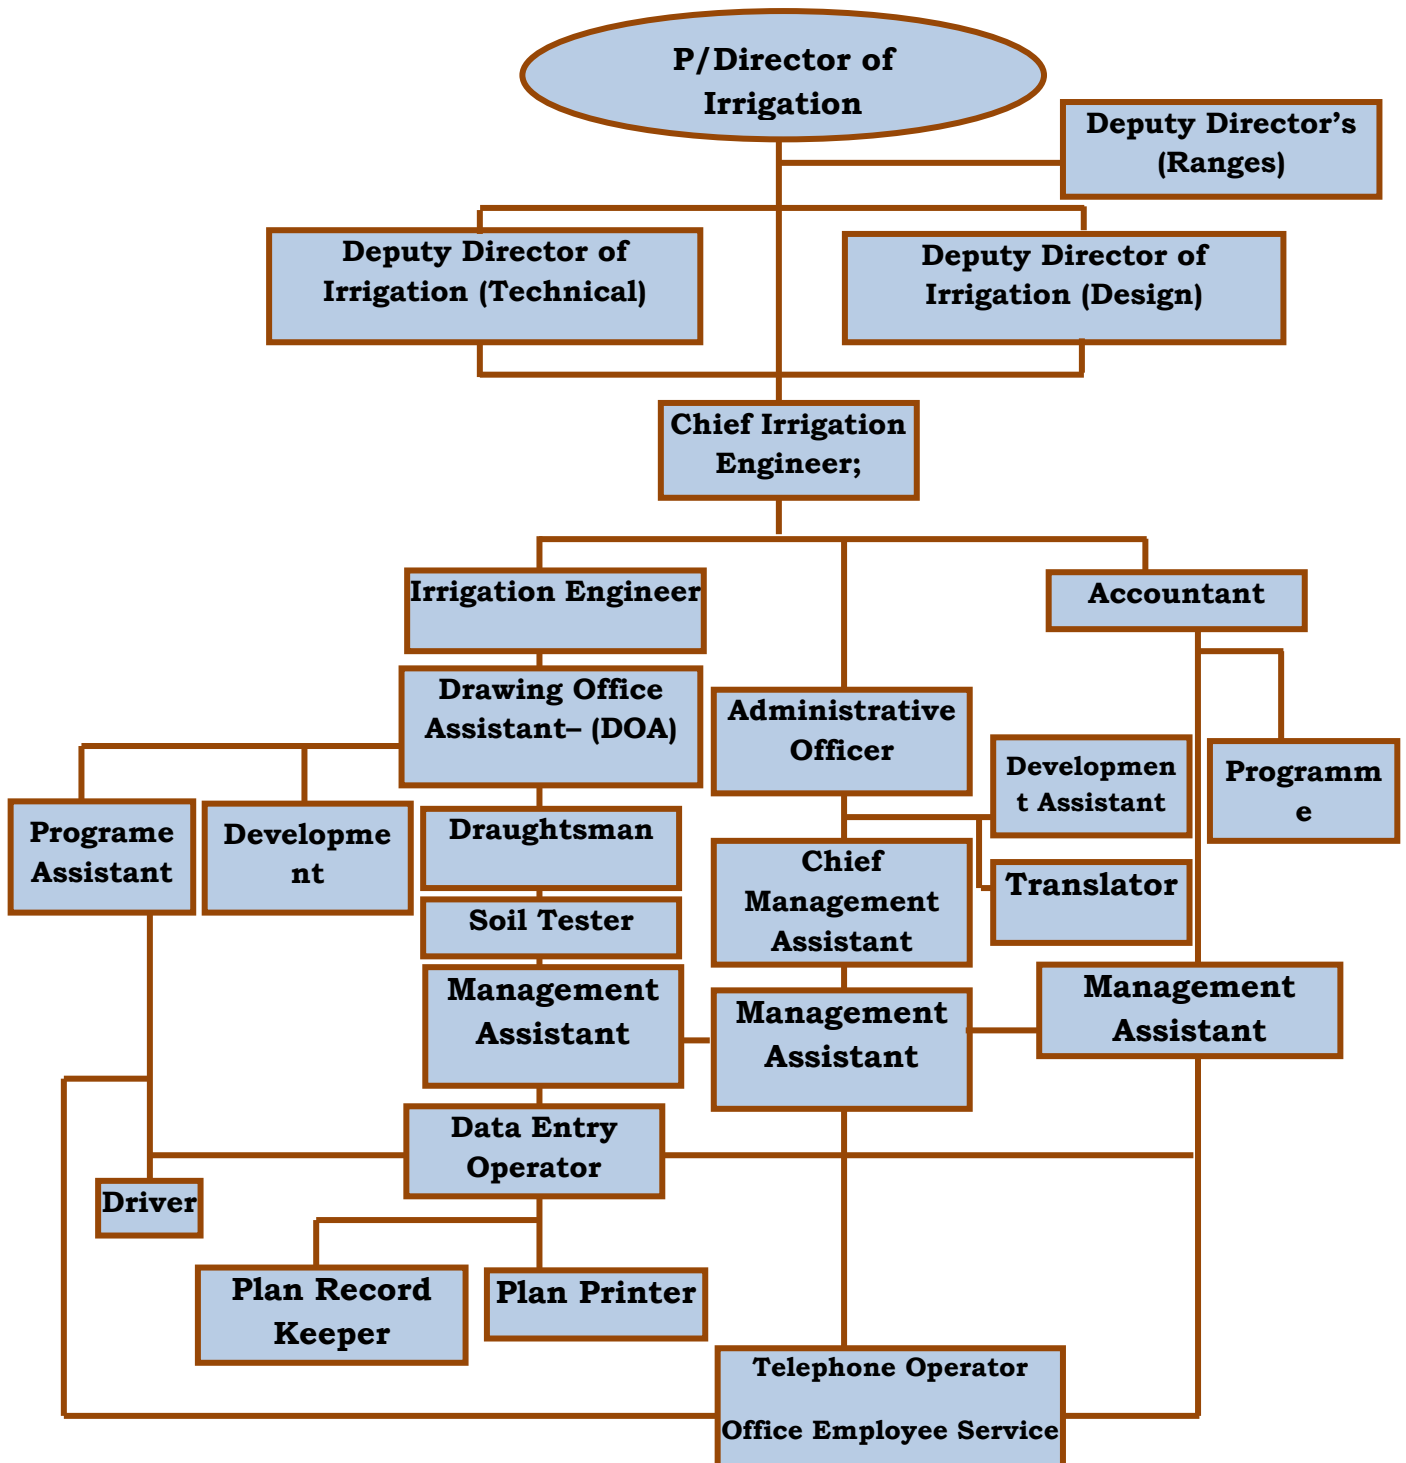 P/Director of
Irrigation
Deputy Director’s
(Ranges)
Deputy Director of
Irrigation (Technical)
Deputy Director of
Irrigation (Design)
Chief Irrigation
Engineer;
Irrigation Engineer
Accountant
Drawing Office
Assistant– (DOA)
Administrative
Officer
Developmen
t Assistant
Programm
e
Programe
Assistant
Developme
nt
Draughtsman
Chief
Management
Assistant
Translator
Soil Tester
Management
Assistant
Management
Assistant
Management
Assistant
Data Entry
Operator
Driver
Plan Record
Keeper
Plan Printer
Telephone Operator
Office Employee Service